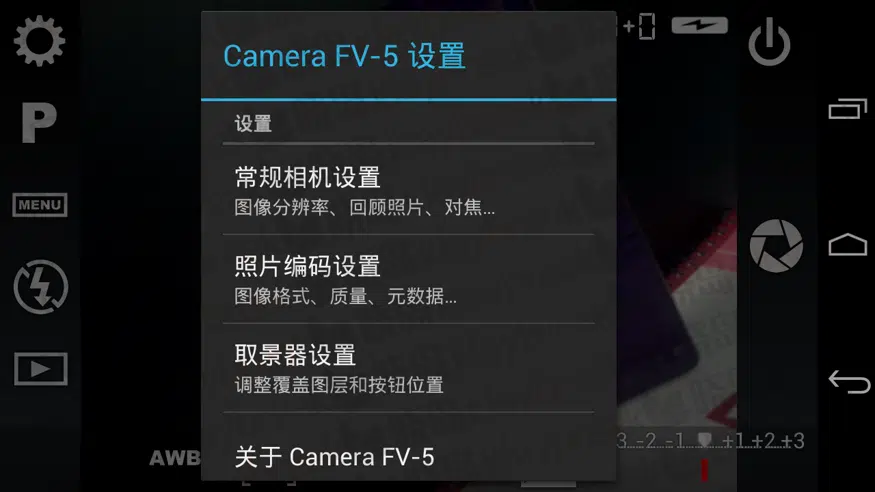 Camera FV-5 设置
+0
设置
P
常规相机设置
MENU
图像分辨率、回顾照片、对焦...
照片编码设置
图像格式、质量、元数据...
取景器设置
调整覆盖图层和按钮位置
3..-2..-1 +1..+2..+3
AWB
关于 Camera FV-5